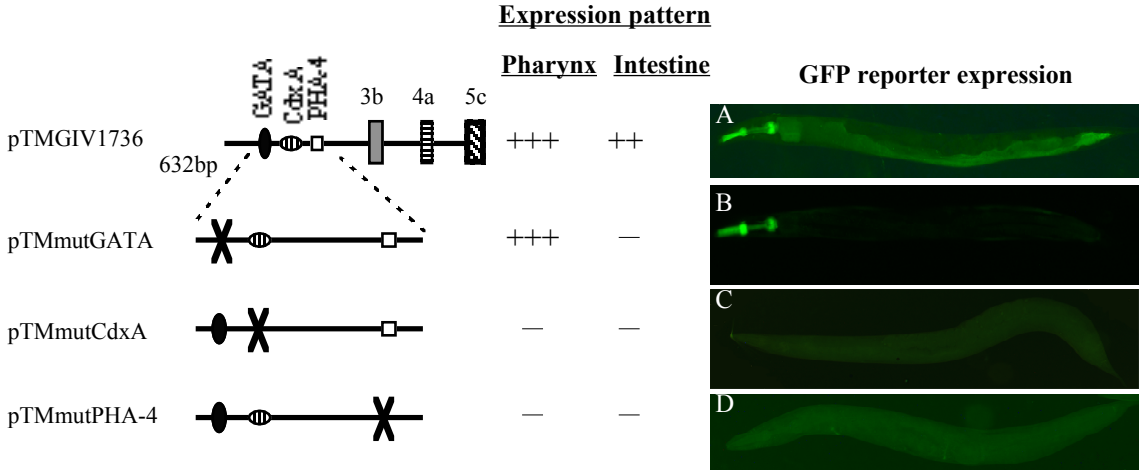 Expression pattern
Pharynx Intestine
GFP reporter expression
GATA
CdxA
PHA-4
3b 4a 5c
pTMGIV1736 +++ ++
632bp
A
pTMmutGATA +++ —
B
pTMmutCdxA — —
C
pTMmutPHA-4 — —
D